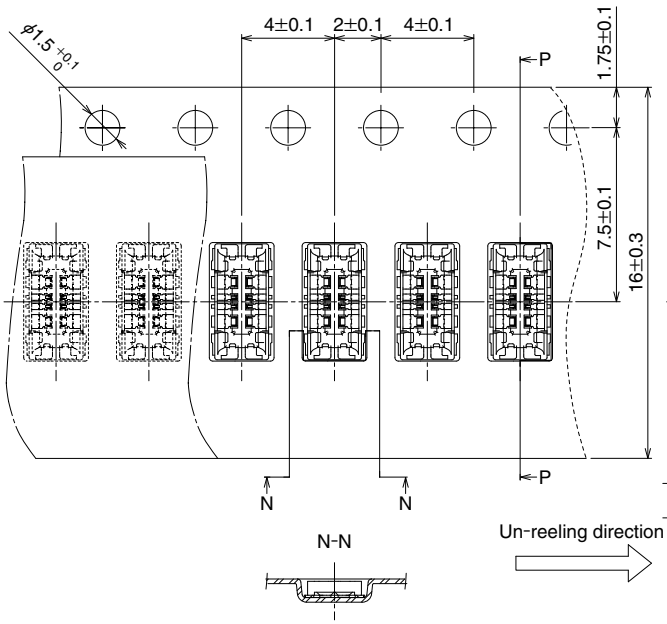 φ1.5 +0.1 0
4±0.1
2±0.1
4±0.1
P
1.75±0.1
7.5±0.1
16±0.3
P
N
N
N-N
Un-reeling direction